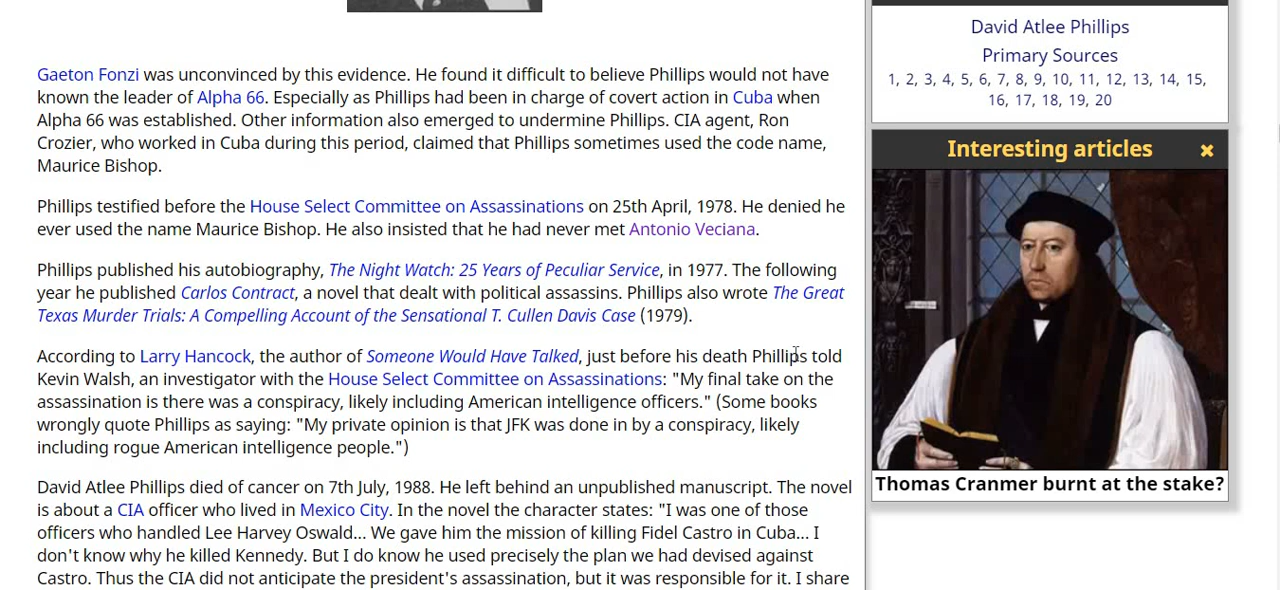 Gaeton Fonzi was unconvinced by this evidence. He found it difficult to believe Phillips would not have
known the leader of Alpha 66. Especially as Phillips had been in charge of covert action in Cuba when
Alpha 66 was established. Other information also emerged to undermine Phillips. CIA agent, Ron
Crozier, who worked in Cuba during this period, claimed that Phillips sometimes used the code name,
Maurice Bishop.
Phillips testified before the House Select Committee on Assassinations on 25th April, 1978. He denied he
ever used the name Maurice Bishop. He also insisted that he had never met Antonio Veciana.
Phillips published his autobiography, The Night Watch: 25 Years of Peculiar Service, in 1977. The following
year he published Carlos Contract, a novel that dealt with political assassins. Phillips also wrote The Great
Texas Murder Trials: A Compelling Account of the Sensational T. Cullen Davis Case (1979).
According to Larry Hancock, the author of Someone Would Have Talked, just before his death Phillips told
Kevin Walsh, an investigator with the House Select Committee on Assassinations: "My final take on the
assassination is there was a conspiracy, likely including American intelligence officers." (Some books
wrongly quote Phillips as saying: "My private opinion is that JFK was done in by a conspiracy, likely
including rogue American intelligence people.")
David Atlee Phillips died of cancer on 7th July, 1988. He left behind an unpublished manuscript. The novel
is about a CIA officer who lived in Mexico City. In the novel the character states: "I was one of those
officers who handled Lee Harvey Oswald... We gave him the mission of killing Fidel Castro in Cuba... I
don't know why he killed Kennedy. But I do know he used precisely the plan we had devised against
Castro. Thus the CIA did not anticipate the president's assassination, but it was responsible for it. I share
David Atlee Phillips
Primary Sources
1, 2, 3, 4, 5, 6, 7, 8, 9, 10, 11, 12, 13, 14, 15,
16, 17, 18, 19, 20
Interesting articles
Thomas Cranmer burnt at the stake?